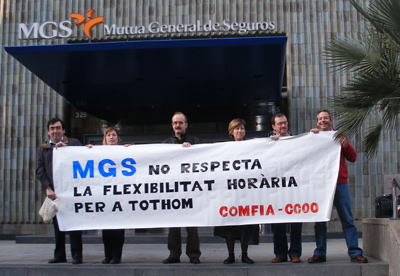 MGS Mutua General de Seguros
MGS NO RESPECTA
LA FLEXIBILITAT HORÀRIA
PER A TOTHOM COMFIA-CCOO